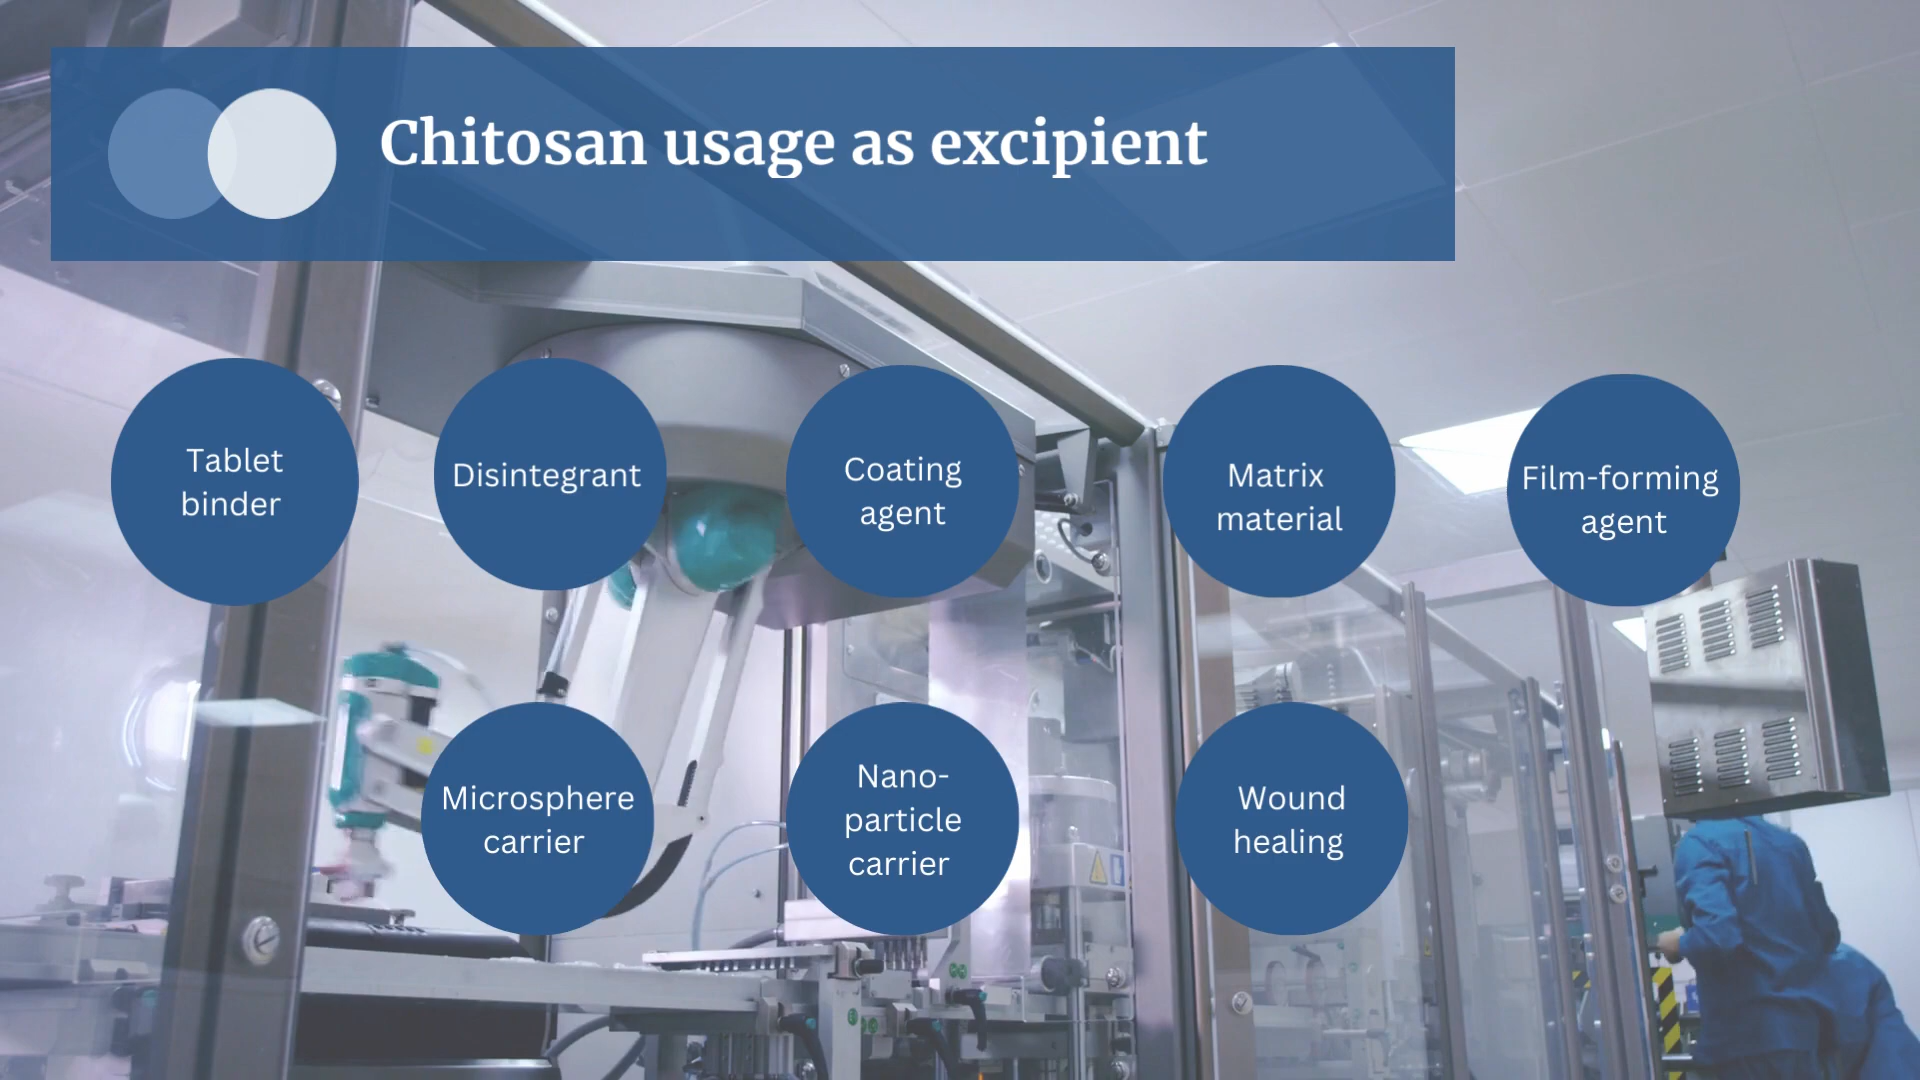 Chitosan usage as excipient
Tablet
binder
Disintegrant
Coating
agent
Matrix
material
Film-forming
agent
Microsphere
carrier
Nano-
particle
carrier
Wound
healing